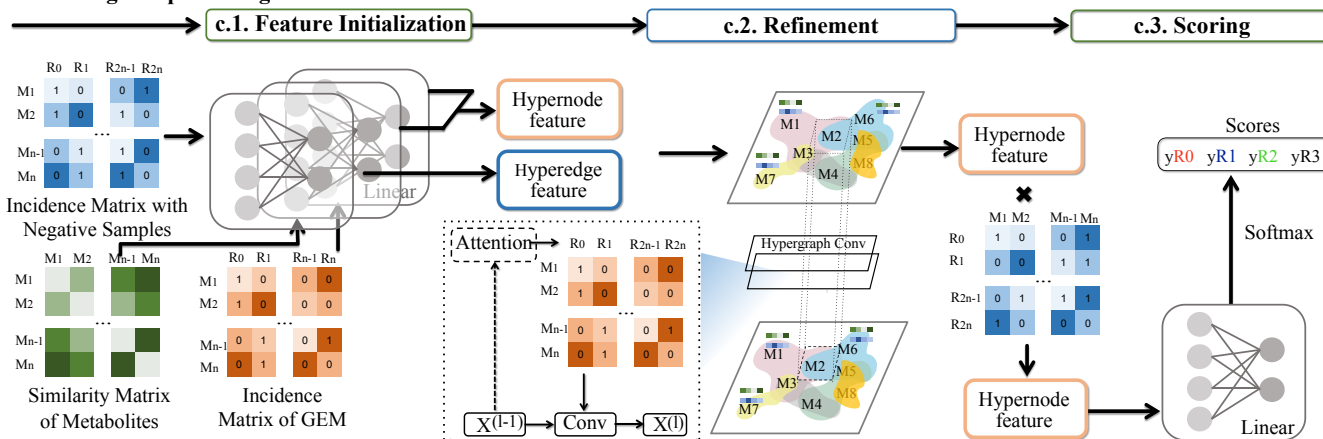 c.1. Feature Initialization
c.2. Refinement
c.3. Scoring
R0 R1 R2n-1 R2n
M1 1 0 0 1
M2 1 0 1 0
...
Mn-1 0 1 1 0
Mn 0 1 1 0
Incidence Matrix with
Negative Samples
Linear
Hypernode
feature
Hyperedge
feature
M1 M2 Mn-1 Mn
M1
M2
...
Mn-1
Mn
Similarity Matrix
of Metabolites
R0 R1 Rn-1 Rn
M1 1 0 0 0
M2 1 0 0 0
...
Mn-1 0 1 0 1
Mn 0 1 0 0
Incidence
Matrix of GEM
Attention
R0 R1 R2n-1 R2n
M1 1 0 0 0
M2 1 0 0 0
...
Mn-1 0 1 0 1
Mn 0 1 0 0
X(l-1)
Conv
X(l)
M1
M2
M6
M5
M3
M8
M7
M4
Hypergraph Conv
M1
M2
M6
M5
M3
M8
M7
M4
Hypernode
feature
✖
M1 M2 Mn-1 Mn
R0 1 0 0 1
R1 0 0 1 1
...
R2n-1 0 1 1 1
R2n 1 0 0 0
Hypernode
feature
Scores
yR0 yR1 yR2 yR3
Softmax
Linear